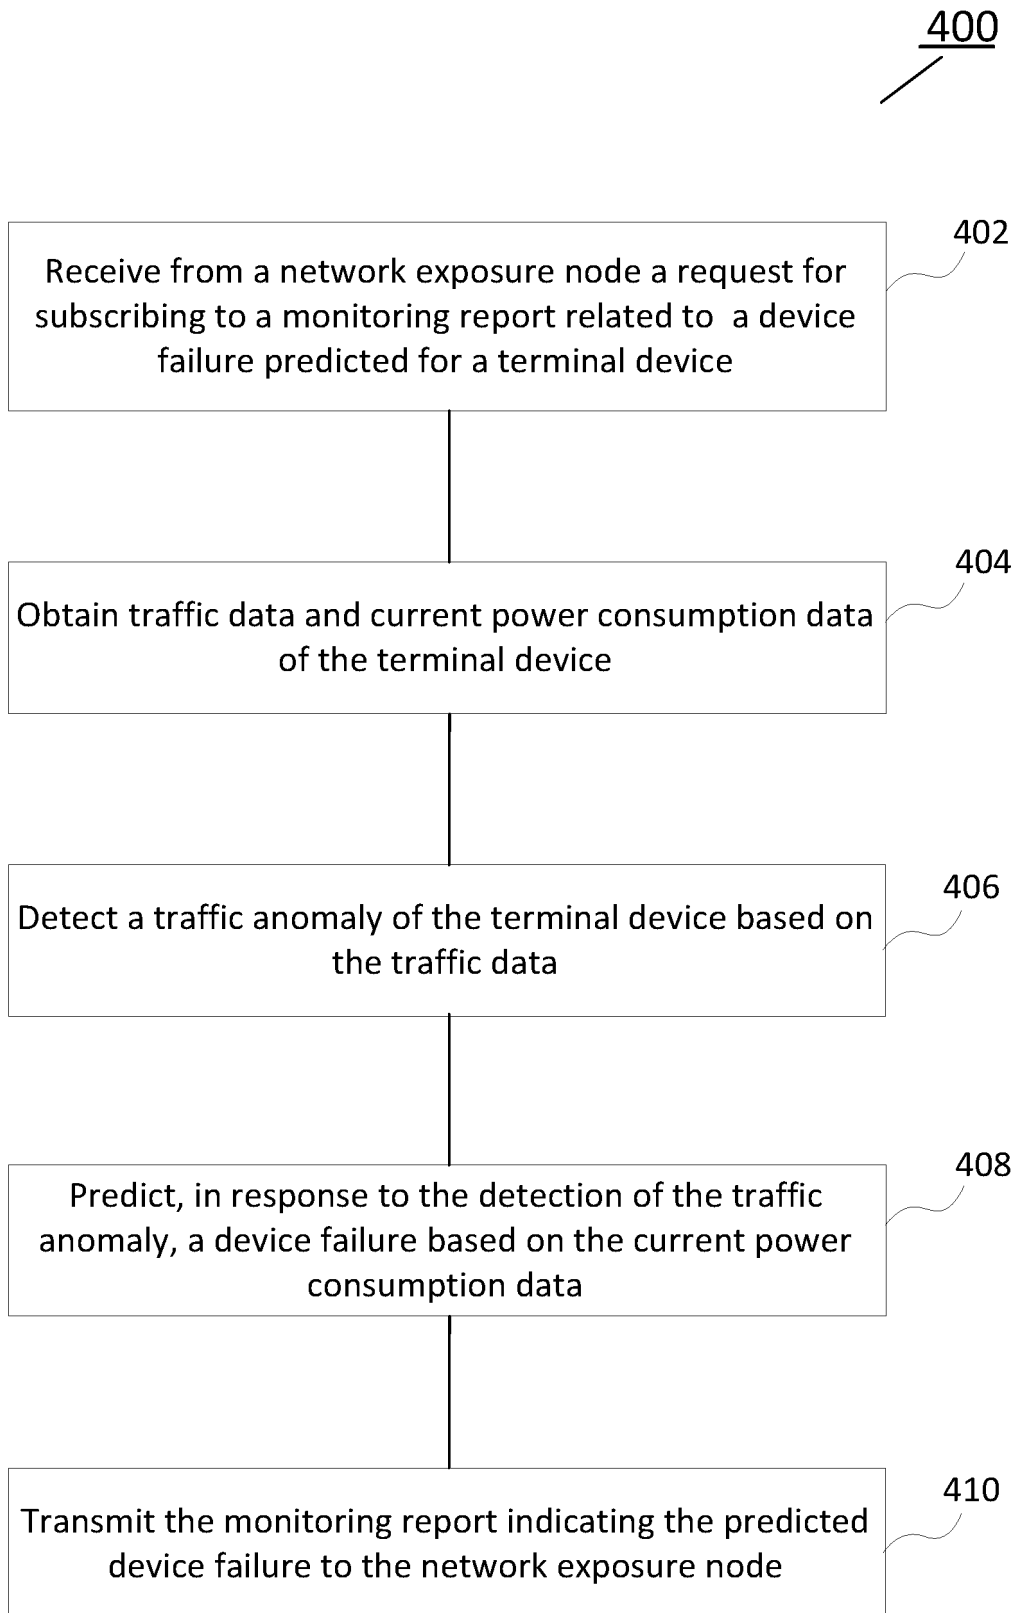 400
402
Receive from a network exposure node a request for
subscribing to a monitoring report related to  a device
failure predicted for a terminal device
404
Obtain traffic data and current power consumption data
of the terminal device
406
Detect a traffic anomaly of the terminal device based on
the traffic data
408
Predict, in response to the detection of the traffic
anomaly, a device failure based on the current power
consumption data
410
Transmit the monitoring report indicating the predicted
device failure to the network exposure node